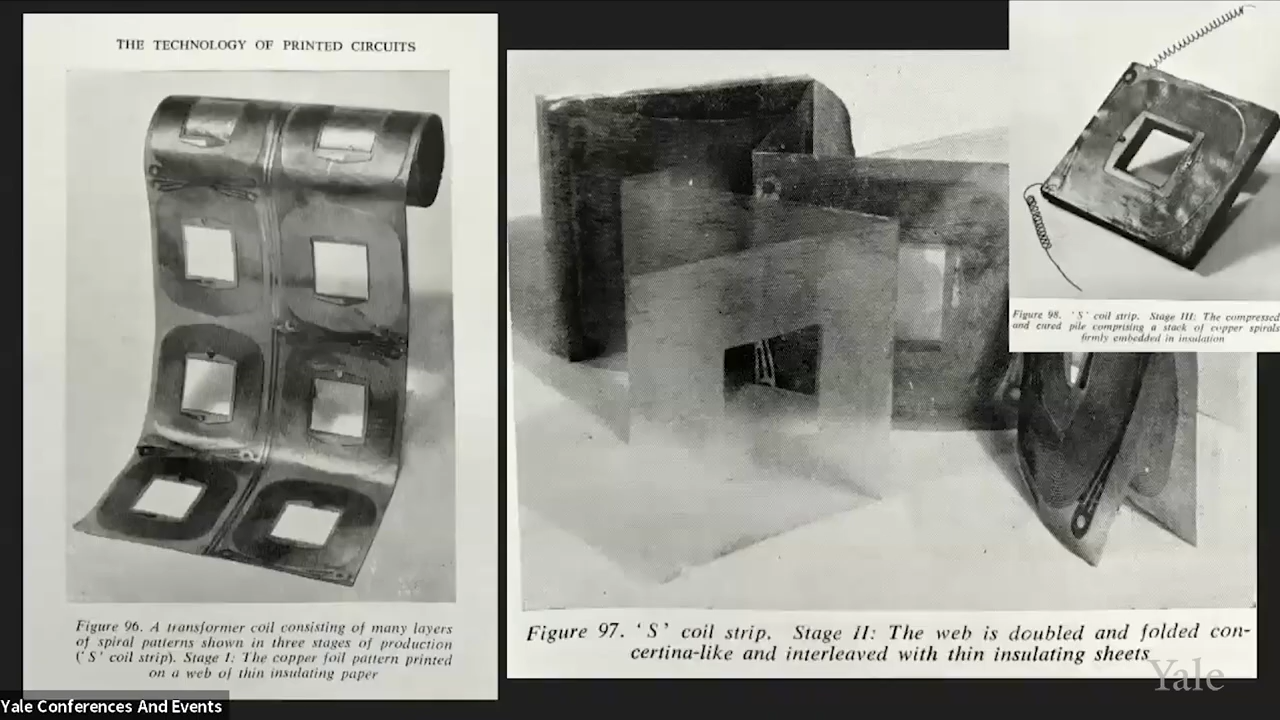 THE TECHNOLOGY OF PRINTED CIRCUITS
Figure 96. A transformer coil consisting of many layers
of spiral patterns shown in three stages of production
('S' coil strip). Stage I: The copper foil pattern printed
on a web of thin insulating paper
Figure 97. 'S' coil strip. Stage II: The web is doubled and folded con-
certina-like and interleaved with thin insulating sheets
Figure 98. 'S' coil strip. Stage III: The compressed
and cured pile comprising a stack of copper spirals
firmly embedded in insulation
Yale
Yale Conferences And Events